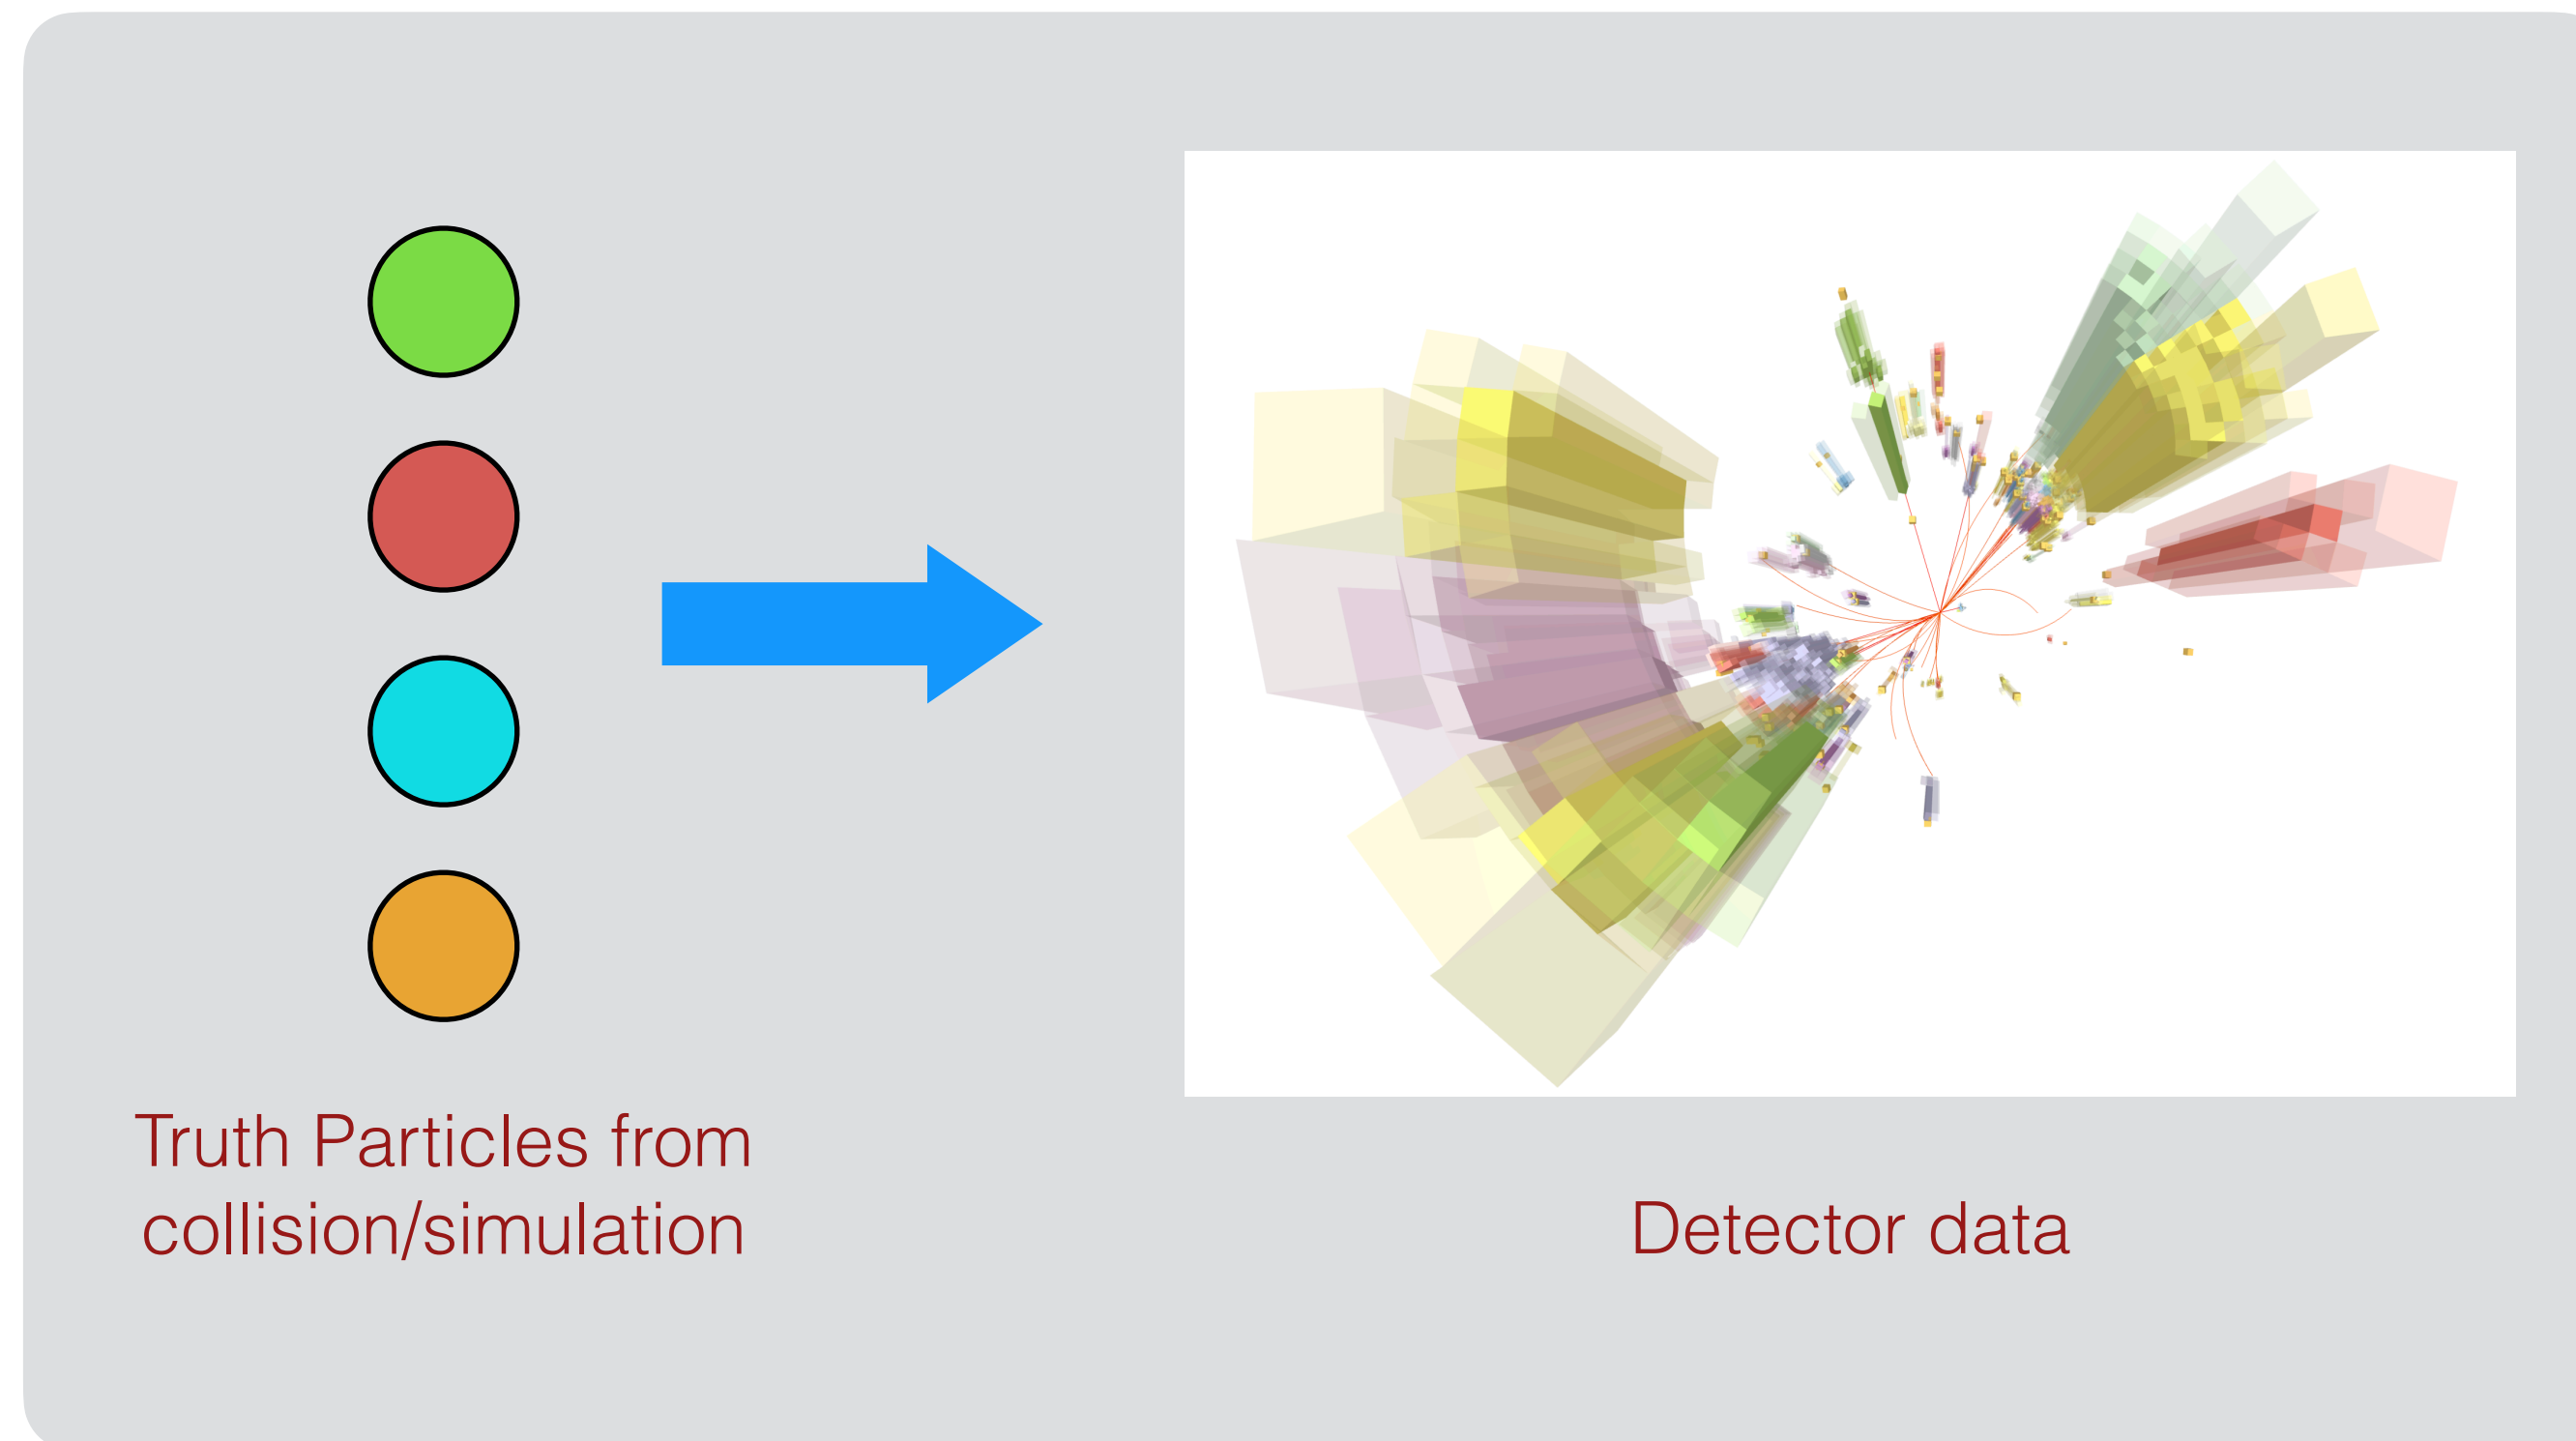 Truth Particles from
collision/simulation
Detector data